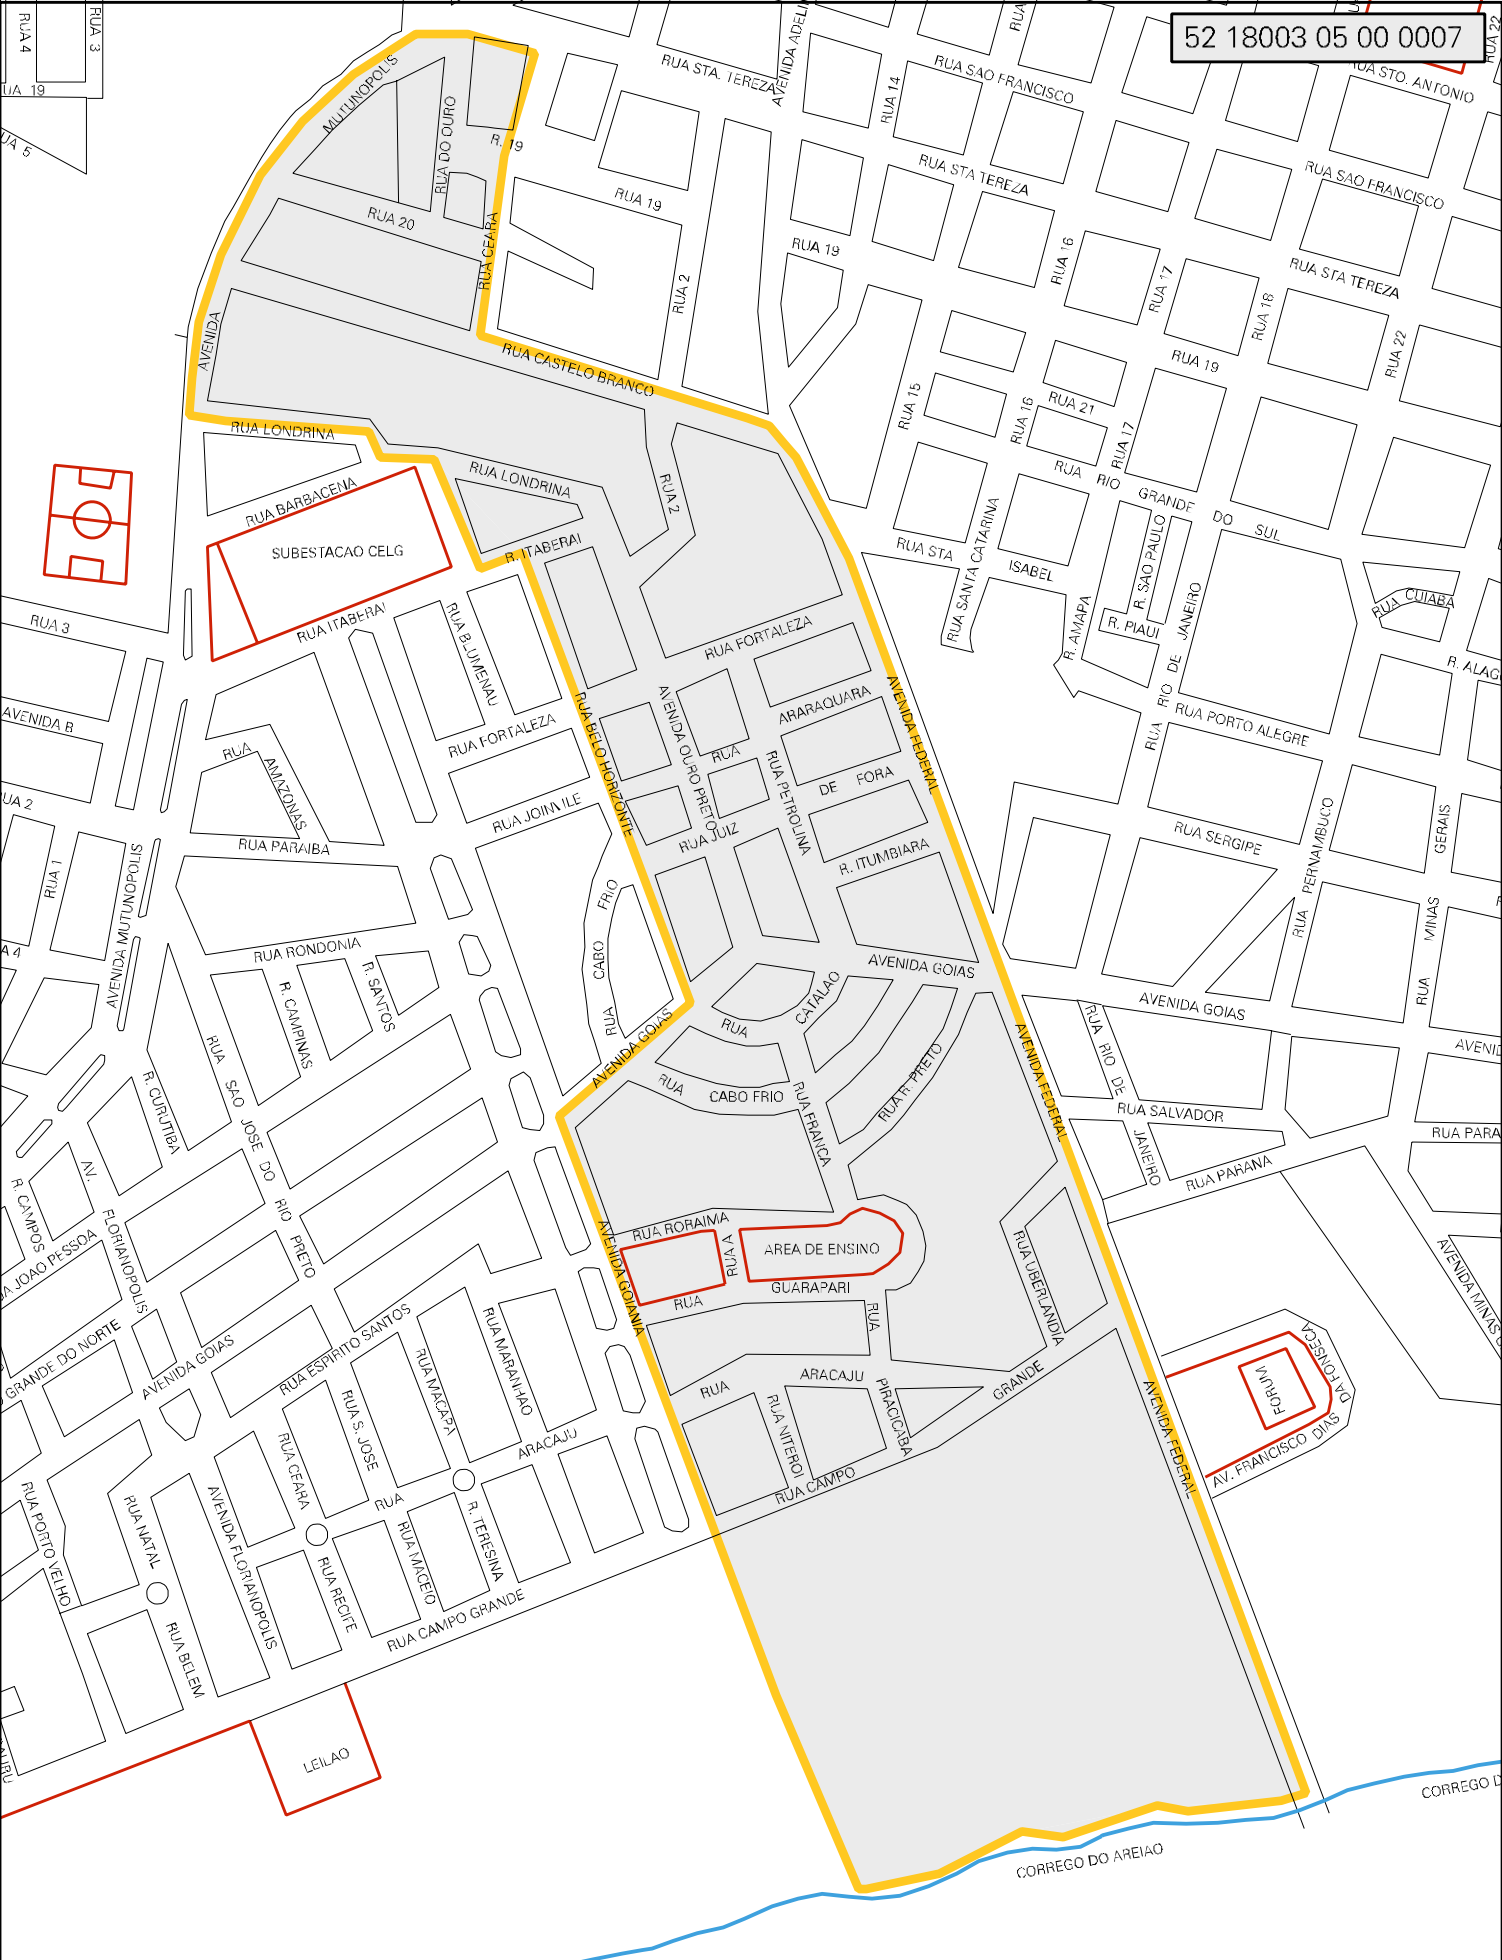 52 18003 05 00 0007
RUA 4
RUA 3
RUA 22
AVENIDA ADELIN
RUA STA. TEREZA
RUA SAO FRANCISCO
RUA STO. ANTONIO
RUA 14
MUTUNOPOLIS
RUA DO OURO
R. 19
RUA STA TEREZA
RUA SAO FRANCISCO
RUA 19
RUA 20
RUA CEARA
RUA 19
RUA 16
RUA 17
RUA 18
RUA STA TEREZA
RUA 2
AVENIDA
RUA CASTELO BRANCO
RUA 19
RUA 22
RUA 15
RUA 21
RUA 16
RUA 17
RUA LONDRINA
RUA RIO GRANDE DO SUL
RUA LONDRINA
RUA 2
RUA BARBACENA
SUBESTACAO CELG
R. ITABERAI
RUA STA ISABEL
RUA SANTA CATARINA
R. SAO PAULO
RUA CUIABA
R. PIAUI
R. AMAPA
RUA RIO DE JANEIRO
RUA 3
RUA ITABERAI
RUA BLUMENAU
RUA FORTALEZA
R. ALAG
AVENIDA B
RUA FORTALEZA
RUA BELO HORIZONTE
AVENIDA OURO PRETO
RUA ARARAQUARA
AVENIDA FEDERAL
RUA PORTO ALEGRE
RUA AMAZONAS
RUA PETROLINA
RUA JUIZ DE FORA
RUA JOINVILE
RUA PARAIBA
R. ITUMBIARA
RUA SERGIPE
RUA PERNAMBUCO
RUA MINAS GERAIS
RUA 1
AVENIDA MUTUNOPOLIS
RUA CABO FRIO
RUA RONDONIA
R. SANTOS
R. CAMPINAS
AVENIDA GOIAS
RUA CATALAO
AVENIDA GOIAS
AVENIDA GOIAS
RUA SAO JOSE DO RIO PRETO
R. CURUTIBA
RUA CABO FRIO
RUA FRANCA
RUA R. PRETO
AVENIDA FEDERAL
RUA RIO DE JANEIRO
RUA SALVADOR
RUA PARANA
RUA PARA
AVENID
R. CAMPOS
AV. FLORIANOPOLIS
JOAO PESSOA
RUA RORAIMA
RUA A
AREA DE ENSINO
RUA GUARAPARI
AVENIDA GOIANIA
RUA UBERLANDIA
AVENIDA MINAS
GRANDE DO NORTE
AVENIDA GOIAS
RUA ESPIRITO SANTOS
RUA MARANHAO
RUA MACAPA
RUA S. JOSE
RUA ARACAJU
RUA PIRACICABA
RUA NITEROI
RUA CAMPO GRANDE
AVENIDA FEDERAL
FORUM
DA FONSECA
AV. FRANCISCO DIAS
RUA CEARA
RUA ARACAJU
R. TERESINA
RUA MACEIO
RUA RECIFE
AVENIDA FLORIANOPOLIS
RUA NATAL
RUA PORTO VELHO
RUA BELEM
RUA CAMPO GRANDE
LEILAO
CORREGO D
CORREGO DO AREIAO